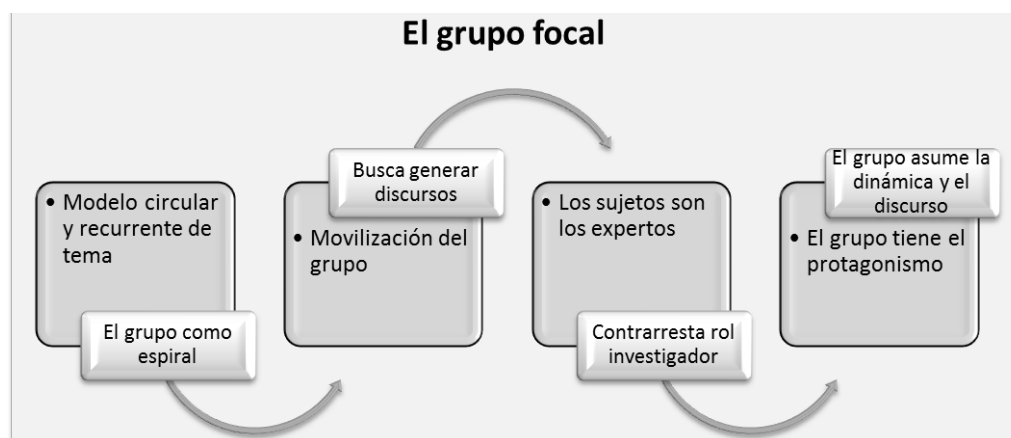 El grupo focal
• Modelo circular
y recurrente de
tema
El grupo como
espiral
Busca generar
discursos
• Movilización del
grupo
• Los sujetos son
los expertos
Contrarresta rol
investigador
El grupo asume la
dinámica y el
discurso
• El grupo tiene el
protagonismo